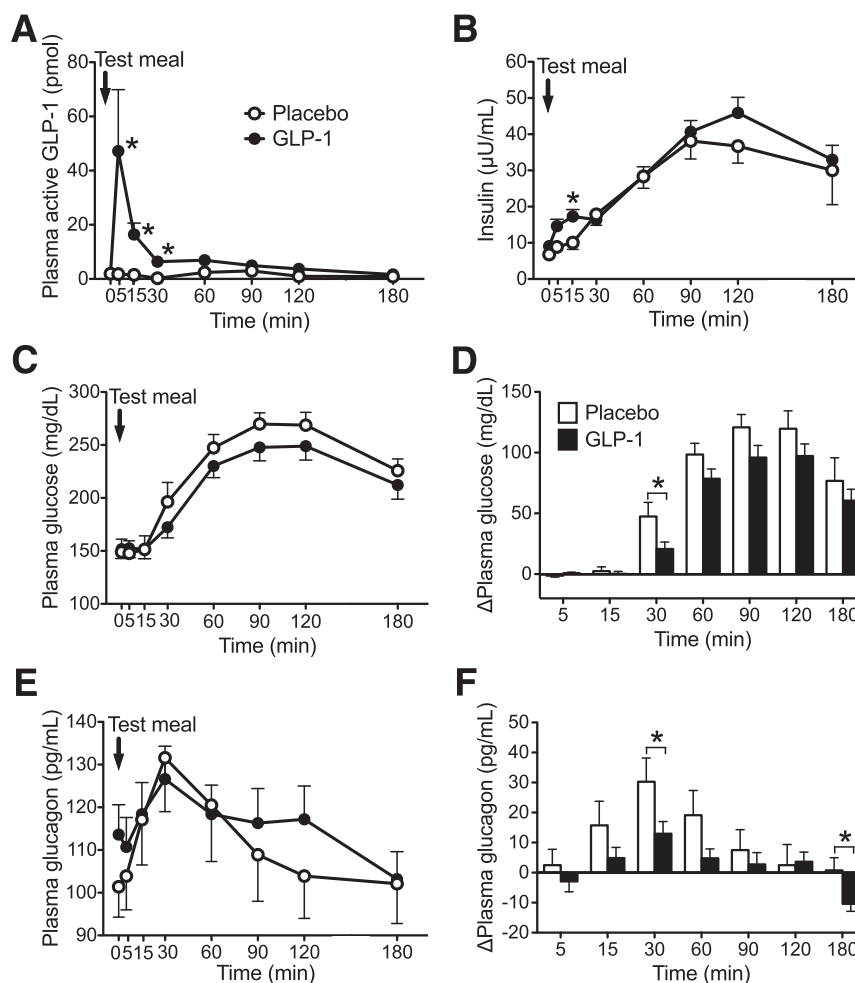 A
Plasma active GLP-1 (pmol)
Test meal
80
60
40
20
0
*
*
*
Placebo
GLP-1
0 5 15 30 60 90 120 180
Time (min)
B
Insulin (µU/mL)
Test meal
60
50
40
30
20
10
0
*
0 5 15 30 60 90 120 180
Time (min)
C
Plasma glucose (mg/dL)
Test meal
300
250
200
150
100
0 5 15 30 60 90 120 180
Time (min)
D
ΔPlasma glucose (mg/dL)
150
100
50
0
Placebo
GLP-1
*
5 15 30 60 90 120 180
Time (min)
E
Plasma glucagon (pg/mL)
Test meal
140
130
120
110
100
90
0 5 15 30 60 90 120 180
Time (min)
F
ΔPlasma glucagon (pg/mL)
50
40
30
20
10
0
-10
-20
*
*
5 15 30 60 90 120 180
Time (min)